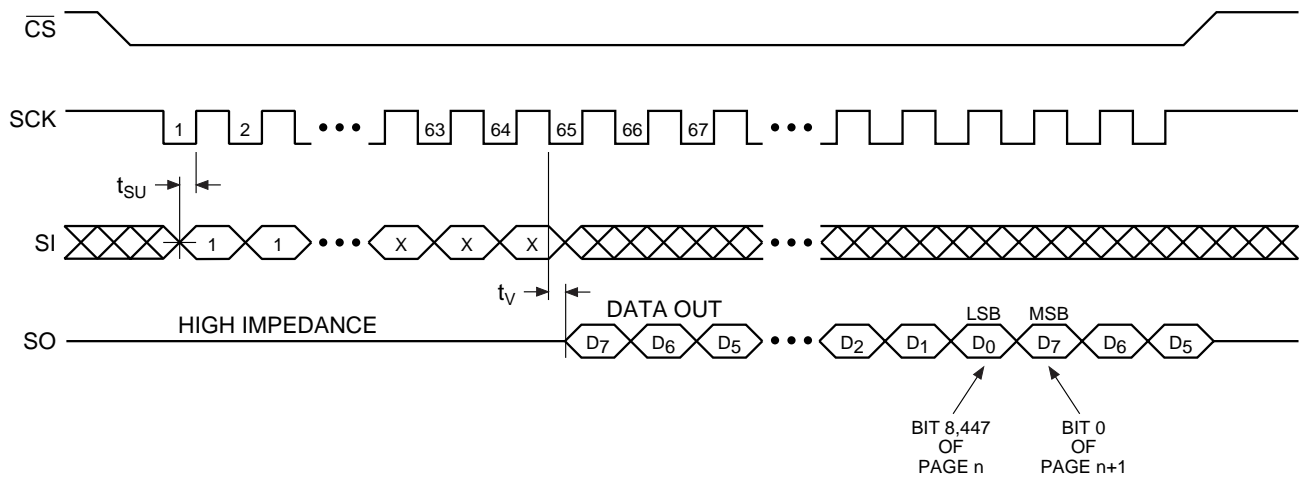 CS
SCK 1 2 ••• 63 64 65 66 67 •••
tSU
SI 1 1 ••• X X X •••
tV
HIGH IMPEDANCE DATA OUT LSB MSB
SO D7 D6 D5 ••• D2 D1 D0 D7 D6 D5
BIT 8,447
OF
PAGE n
BIT 0
OF
PAGE n+1